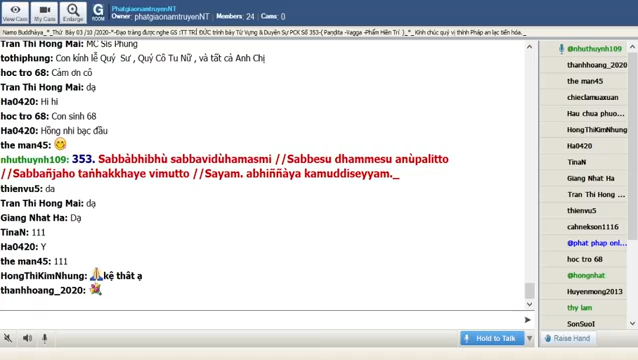 View Cam
My Cam
Enlarge
G
ROOM
PhatgiaonamtruyenNT
Owner: phatgiaonamtruyenNT Members: 24 Stars: 0
Namo Buddhàya_*_Thứ Bảy 03 /10 /2020-*-Đạo tràng được nghe GS :TT TRÍ ĐỨC trình bày Từ Vựng & Duyên Sự PCK Số 353-{Paṇḍita -Vagga -Phẩm Hiền Trí }_*_Kính chúc quý vị thính Pháp an lạc tiến hóa._
Tran Thi Hong Mai: MC Sis Phung
tothiphung: Con kính lễ Quý Sư , Quý Cô Tu Nữ , và tất cả Anh Chị
hoc tro 68: Cảm ơn cô
Tran Thi Hong Mai: dạ
Ha0420: Hi hi
hoc tro 68: Con sinh 68
Ha0420: Hồng nhi bạc đầu
the man45:
nhuthuynh109: 353. Sabbàbhibhù sabbavidùhamasmi //Sabbesu dhammesu anùpalitto
//Sabbañjaho taṅhakkhaye vimutto //Sayam. abhiññàya kamuddiseyyam._
thienvu5: da
Tran Thi Hong Mai: dạ
Giang Nhat Ha: Dạ
TinaN: 111
Ha0420: Y
the man45: 111
HongThiKimNhung: kệ thât ạ
thanhhoang_2020:
Hold to Talk
@nhuthuynh109
thanhhoang_2020
the man45
chieclamuaxuan
Hau chua phuo...
HongThiKimNhung
Ha0420
TinaN
Giang Nhat Ha
Tran Thi Hong Mai
thienvu5
cahnekson1116
@phat phap onl...
hoc tro 68
@hongnhat
Huyenmong2013
thy lam
SonSuoI
Raise Hand